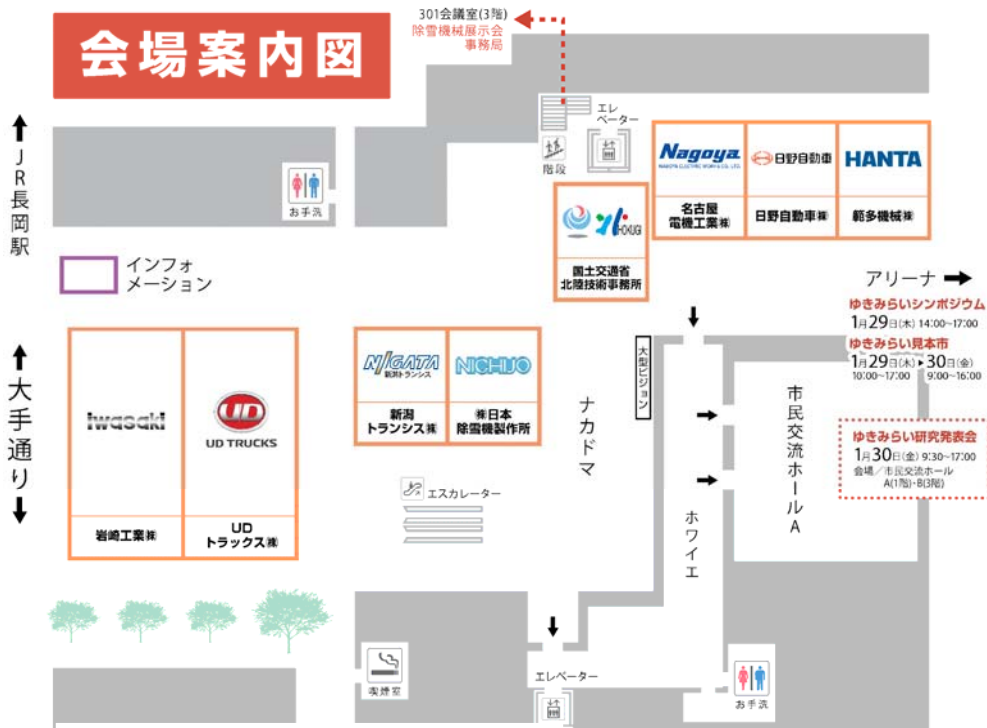 会場案内図
301会議室(3階)
除雪機械展示会
事務局
エレ
ベーター
階段
JR長岡駅
お手洗
インフォ
メーション
Nagoya
名古屋
電機工業㈱
日野自動車
日野自動車㈱
HANTA
範多機械㈱
HOKUGI
国土交通省
北陸技術事務所
アリーナ
ゆきみらいシンポジウム
1月29日(木) 14:00~17:00
ゆきみらい見本市
1月29日(木)▶30日(金)
10:00~17:00 9:00~16:00
ゆきみらい研究発表会
1月30日(金) 9:30~17:00
会場/市民交流ホール
A(1階)・B(3階)
大手通り
iwasaki
岩崎工業㈱
UD
UD TRUCKS
UD
トラックス㈱
NIIGATA
新潟トランシス
新潟
トランシス㈱
NICHIJO
㈱日本
除雪機製作所
大型ビジョン
ナカドマ
市民交流ホールA
ホワイエ
エスカレーター
喫煙室
エレベーター
お手洗